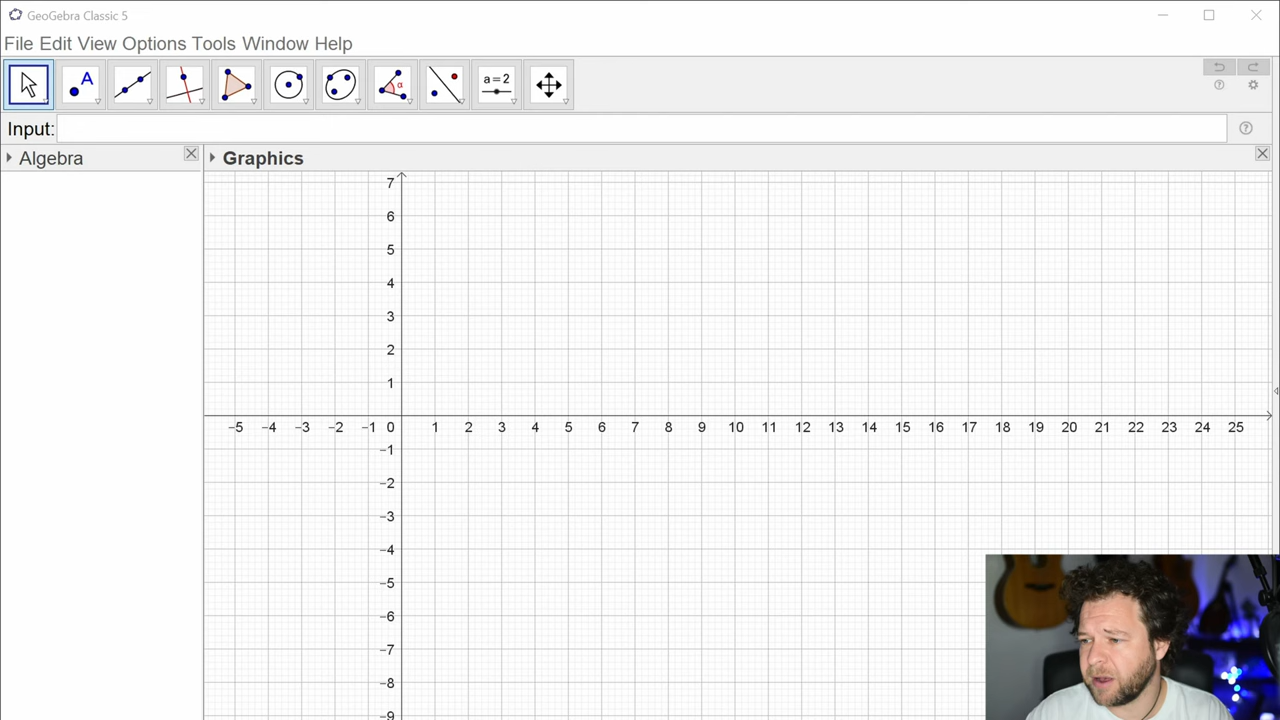 GeoGebra Classic 5
File Edit View Options Tools Window Help
A
α
a=2
Input:
Algebra
Graphics
7
6
5
4
3
2
1
−5 −4 −3 −2 −1 0 1 2 3 4 5 6 7 8 9 10 11 12 13 14 15 16 17 18 19 20 21 22 23 24 25
−1
−2
−3
−4
−5
−6
−7
−8
−9